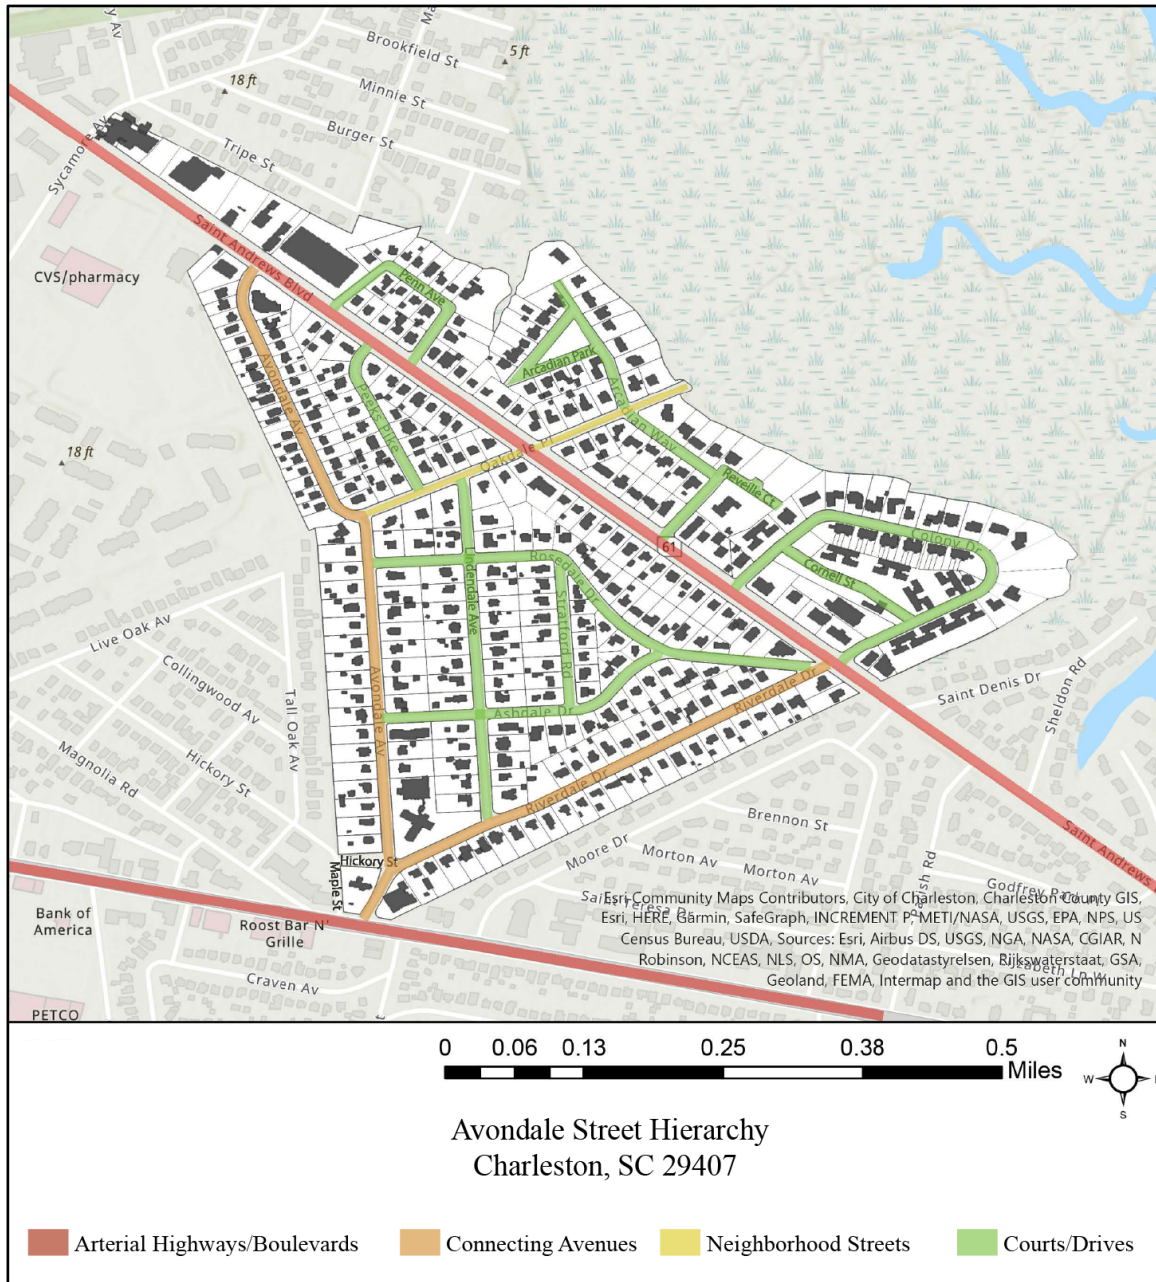 Brookfield St
5 ft
18 ft
Minnie St
Burger St
Tripe St
Sycamore Av
Saint Andrews Blvd
CVS/pharmacy
Penn Ave
Arcadian Park
Avondale Av
Peeks Pike
Arcadian Way
Oakdale Pl
18 ft
Reveille Ct
61
Colony Dr
Cornell St
Rosedale Dr
Lindendale Ave
Stratford Rd
Live Oak Av
Collingwood Av
Tall Oak Av
Avondale Av
Ashdale Dr
Riverdale Dr
Saint Denis Dr
Sheldon Rd
Magnolia Rd
Hickory St
Riverdale Dr
Brennon St
Saint Andrews
Hickory St
Maple St
Moore Dr
Morton Av
Morton Av
Bank of
America
Roost Bar N'
Grille
Craven Av
PETCO
Esri Community Maps Contributors, City of Charleston, Charleston County GIS,
Esri, HERE, Garmin, SafeGraph, INCREMENT P, METI/NASA, USGS, EPA, NPS, US
Census Bureau, USDA, Sources: Esri, Airbus DS, USGS, NGA, NASA, CGIAR, N
Robinson, NCEAS, NLS, OS, NMA, Geodatastyrelsen, Rijkswaterstaat, GSA,
Geoland, FEMA, Intermap and the GIS user community
0 0.06 0.13 0.25 0.38 0.5
Miles
N
W
S
Avondale Street Hierarchy
Charleston, SC 29407
Arterial Highways/Boulevards Connecting Avenues Neighborhood Streets Courts/Drives